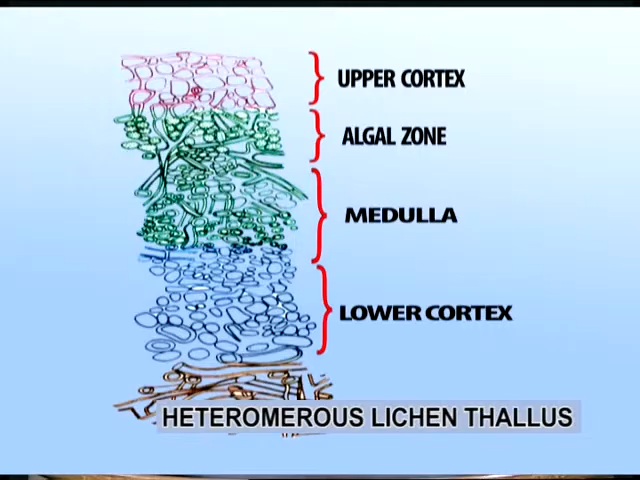 UPPER CORTEX
ALGAL ZONE
MEDULLA
LOWER CORTEX
HETEROMEROUS LICHEN THALLUS